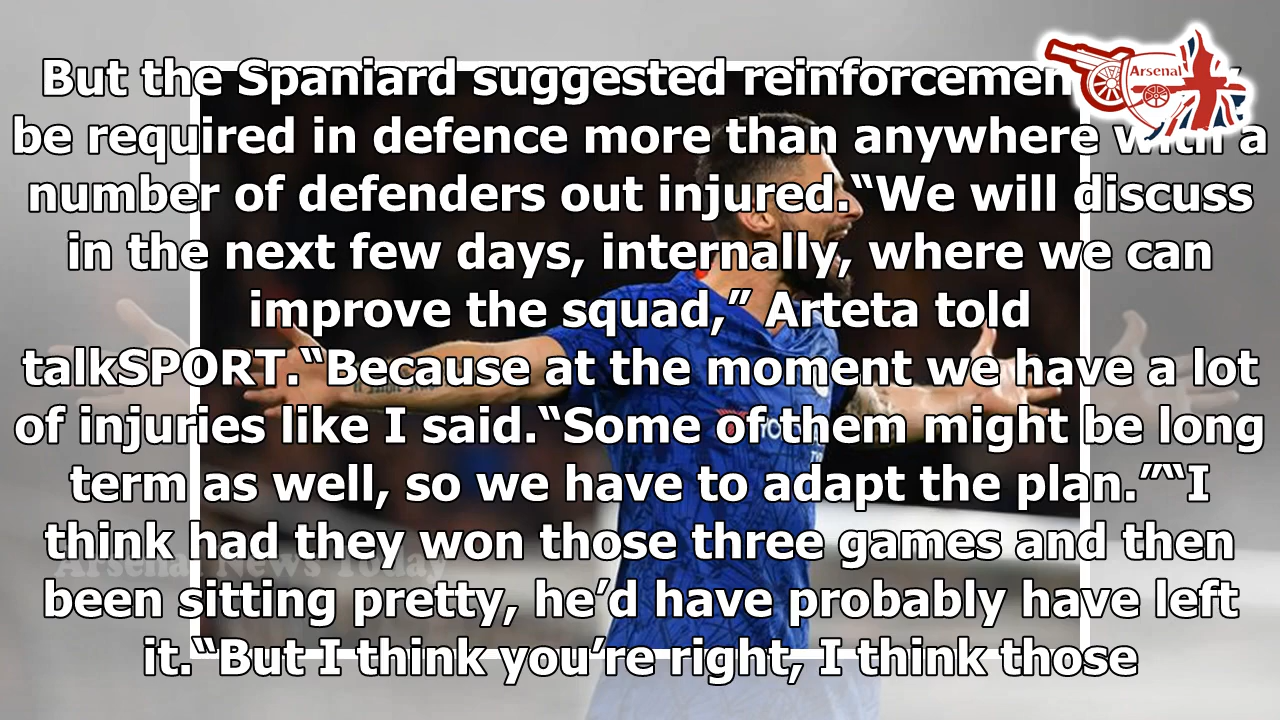 But the Spaniard suggested reinforcemen
be required in defence more than anywhere with a
number of defenders out injured.“We will discuss
in the next few days, internally, where we can
improve the squad,” Arteta told
talkSPORT.“Because at the moment we have a lot
of injuries like I said.“Some of them might be long
term as well, so we have to adapt the plan.”“I
think had they won those three games and then
been sitting pretty, he’d have probably have left
it.“But I think you’re right, I think those
Arsenal
Arsenal News Today